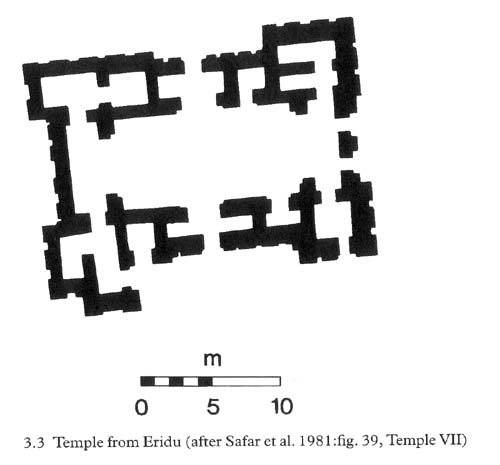 m
0 5 10
3.3 Temple from Eridu (after Safar et al. 1981:fig. 39, Temple VII)